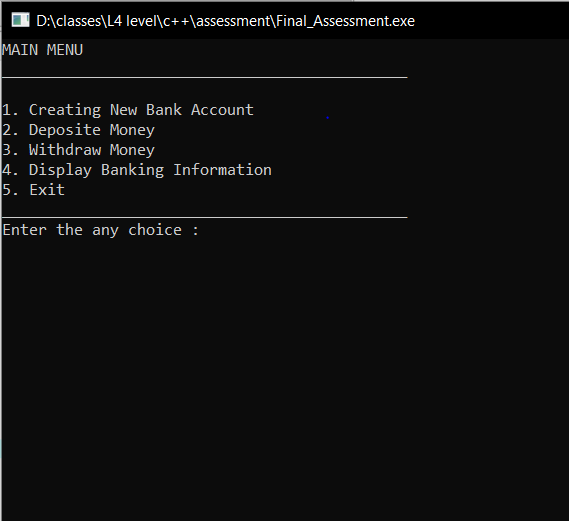 D:\classes\L4 level\c++\assessment\Final_Assessment.exe
MAIN MENU
_____________________________________________
1. Creating New Bank Account
2. Deposite Money
3. Withdraw Money
4. Display Banking Information
5. Exit
_____________________________________________
Enter the any choice :